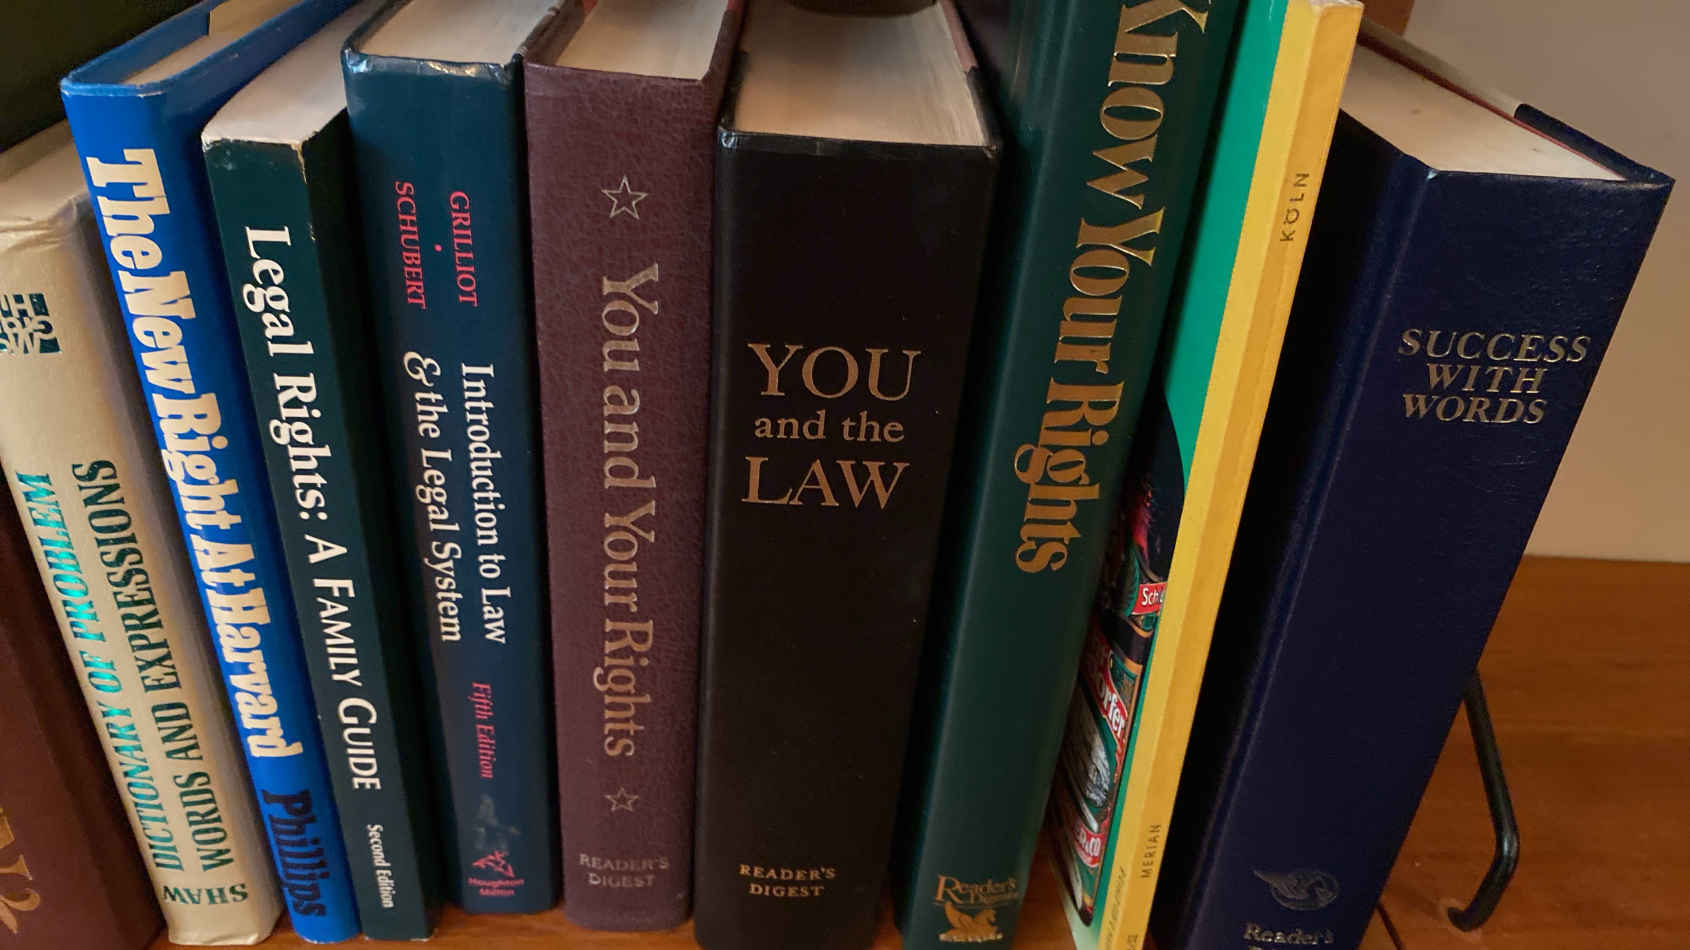 DICTIONARY OF PROBLEM
WORDS AND EXPRESSIONS
SHAW
The New Right At Harvard
Phillips
Legal Rights: A FAMILY GUIDE
Second Edition
GRILLIOT
SCHUBERT
Introduction to Law
& the Legal System
Fifth Edition
Houghton
Mifflin
You and Your Rights
READER'S
DIGEST
YOU
and the
LAW
READER'S
DIGEST
Know Your Rights
Reader's
Digest
KÖLN
MERIAN
SUCCESS
WITH
WORDS
Reader's